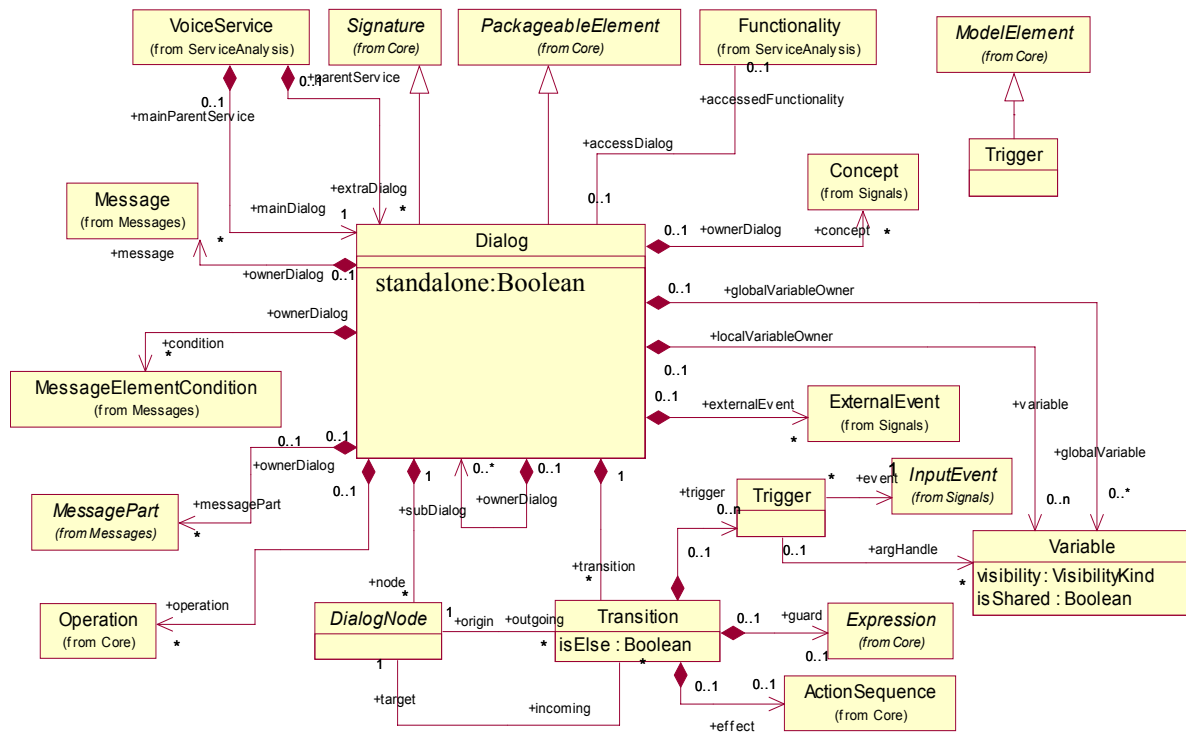 VoiceService
(from ServiceAnalysis)
Signature
(from Core)
PackageableElement
(from Core)
Functionality
(from ServiceAnalysis)
ModelElement
(from Core)
0..1
+mainParentService
0..1
+parentService
0..1
+accessedFunctionality
Trigger
+accessDialog
0..1
Concept
(from Signals)
Message
(from Messages)
+extraDialog
*
+mainDialog
1
*
+message
+ownerDialog
0..1
Dialog
standalone:Boolean
0..1
+ownerDialog
+concept
*
0..1
+globalVariableOwner
+localVariableOwner
0..1
+ownerDialog
+condition
*
MessageElementCondition
(from Messages)
0..1
+externalEvent
*
ExternalEvent
(from Signals)
+variable
+globalVariable
0..n
0..*
0..1
0..1
+ownerDialog
+messagePart
*
MessagePart
(from Messages)
0..1
1
+subDialog
0..*
0..1
+ownerDialog
1
+trigger
0..n
Trigger
*
1
+event
InputEvent
(from Signals)
0..1
+argHandle
*
Variable
visibility : VisibilityKind
isShared : Boolean
+operation
*
Operation
(from Core)
+node
*
+transition
*
0..1
DialogNode
1
+origin
+outgoing
*
Transition
isElse : Boolean
*
0..1
+guard
0..1
Expression
(from Core)
1
+target
+incoming
0..1
+effect
0..1
ActionSequence
(from Core)